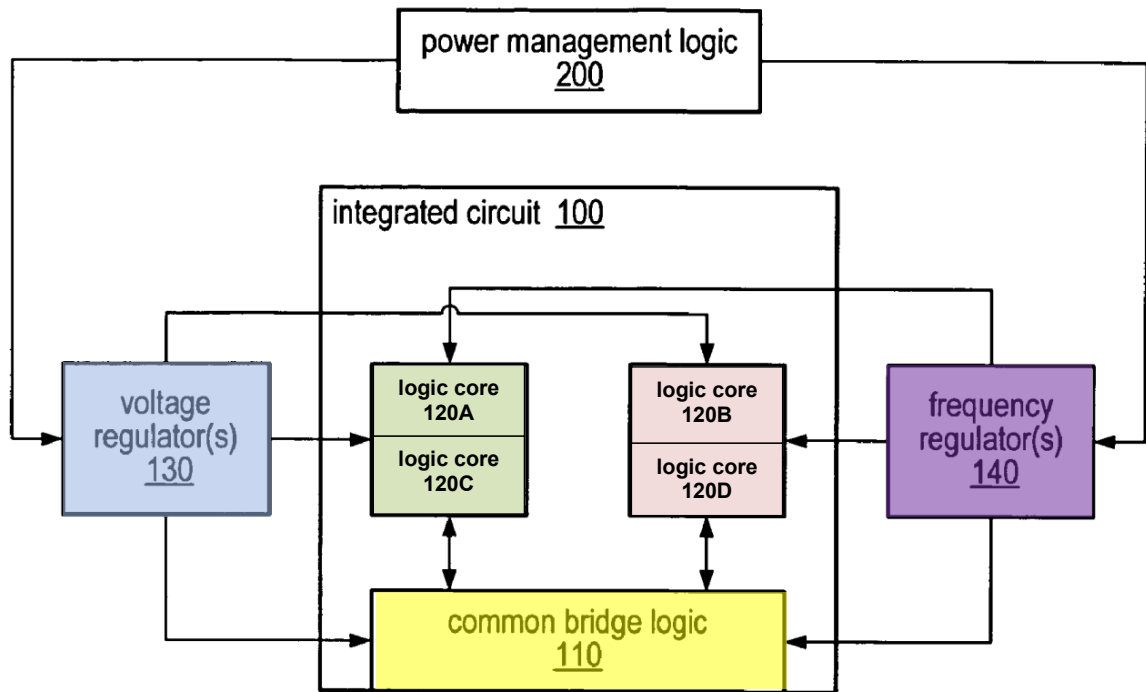 power management logic
200
integrated circuit 100
voltage
regulator(s)
130
logic core
120A
logic core
120C
logic core
120B
logic core
120D
frequency
regulator(s)
140
common bridge logic
110